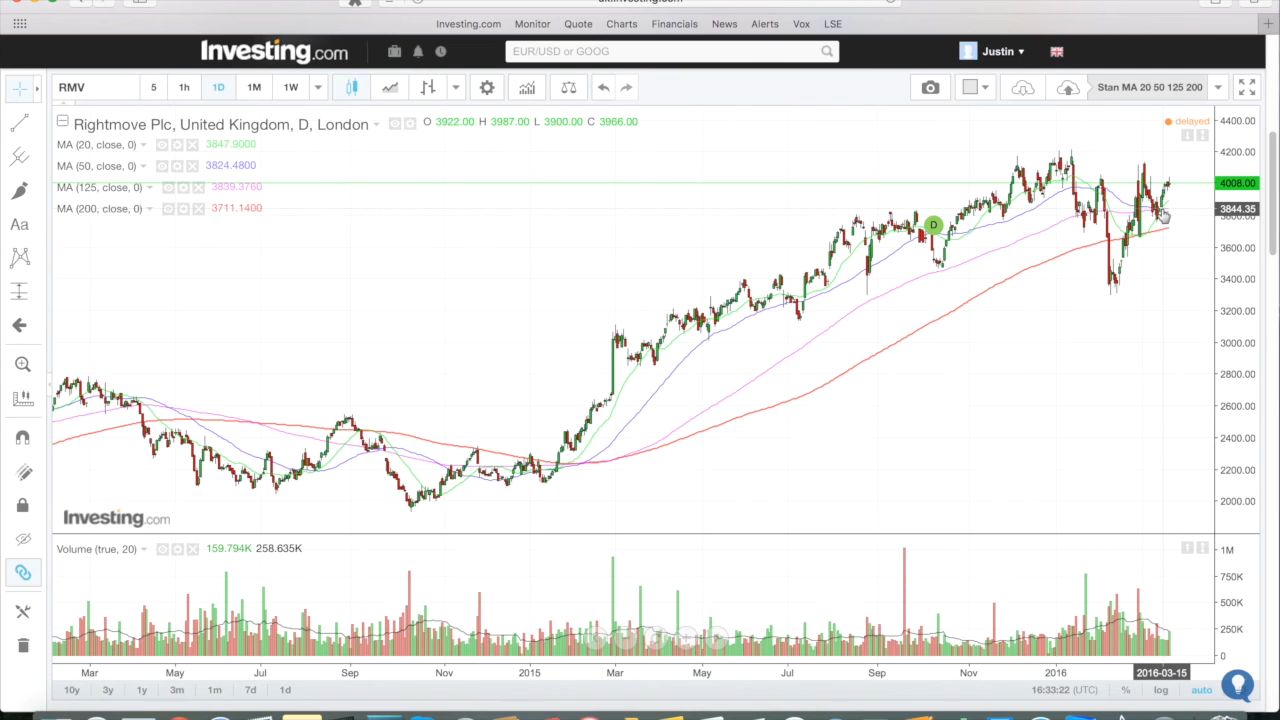 Investing.com Monitor Quote Charts Financials News Alerts Vox LSE
Investing.com EUR/USD or GOOG Justin
RMV 5 1h 1D 1M 1W Stan MA 20 50 125 200
Rightmove Plc, United Kingdom, D, London O 3922.00 H 3987.00 L 3900.00 C 3966.00 delayed
MA (20, close, 0) 3847.9000
MA (50, close, 0) 3824.4800
MA (125, close, 0) 3839.3760
MA (200, close, 0) 3711.1400
Aa
D
4400.00
4200.00
4008.00
3844.35
3600.00
3400.00
3200.00
3000.00
2800.00
2600.00
2400.00
2200.00
2000.00
Investing.com
Volume (true, 20) 159.794K 258.635K
1M
750K
500K
250K
0
Mar May Jul Sep Nov 2015 Mar May Jul Sep Nov 2016 2016-03-15
10y 3y 1y 3m 1m 7d 1d 16:33:22 (UTC) % log auto